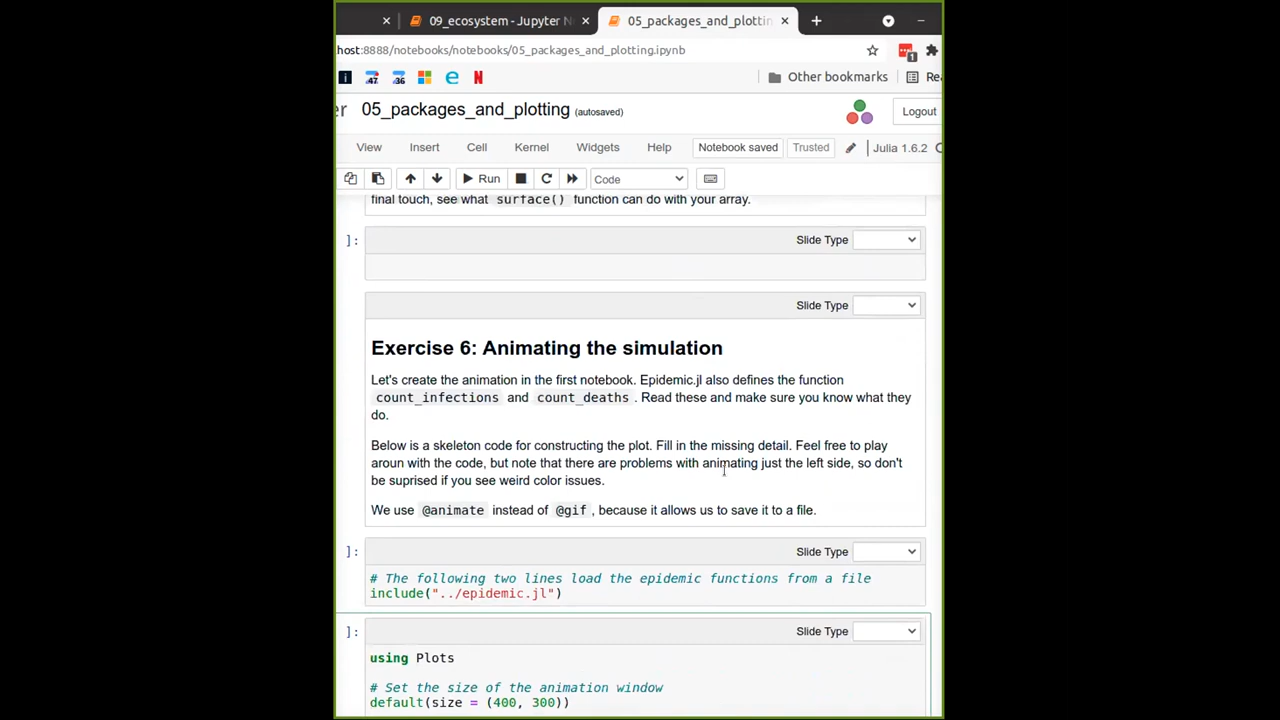 09_ecosystem - Jupyter N
05_packages_and_plotting
host:8888/notebooks/notebooks/05_packages_and_plotting.ipynb
1
47
36
Other bookmarks
Rea
er 05_packages_and_plotting (autosaved)
Logout
View Insert Cell Kernel Widgets Help Notebook saved Trusted Julia 1.6.2
Run Code
final touch, see what surface() function can do with your array.
]: Slide Type
Slide Type
Exercise 6: Animating the simulation
Let's create the animation in the first notebook. Epidemic.jl also defines the function
count_infections and count_deaths . Read these and make sure you know what they
do.
Below is a skeleton code for constructing the plot. Fill in the missing detail. Feel free to play
aroun with the code, but note that there are problems with animating just the left side, so don't
be suprised if you see weird color issues.
We use @animate instead of @gif , because it allows us to save it to a file.
]: Slide Type
# The following two lines load the epidemic functions from a file
include("../epidemic.jl")
]: Slide Type
using Plots
# Set the size of the animation window
default(size = (400, 300))